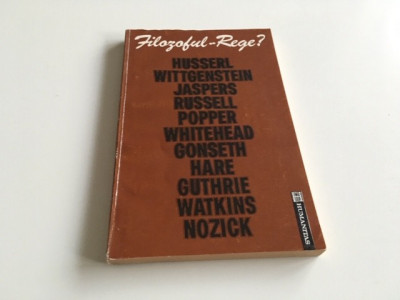 Filozoful-Rege?
HUSSERL
WITTGENSTEIN
JASPERS
RUSSELL
POPPER
WHITEHEAD
GONSETH
HARE
GUTHRIE
WATKINS
NOZICK
HUMANITAS